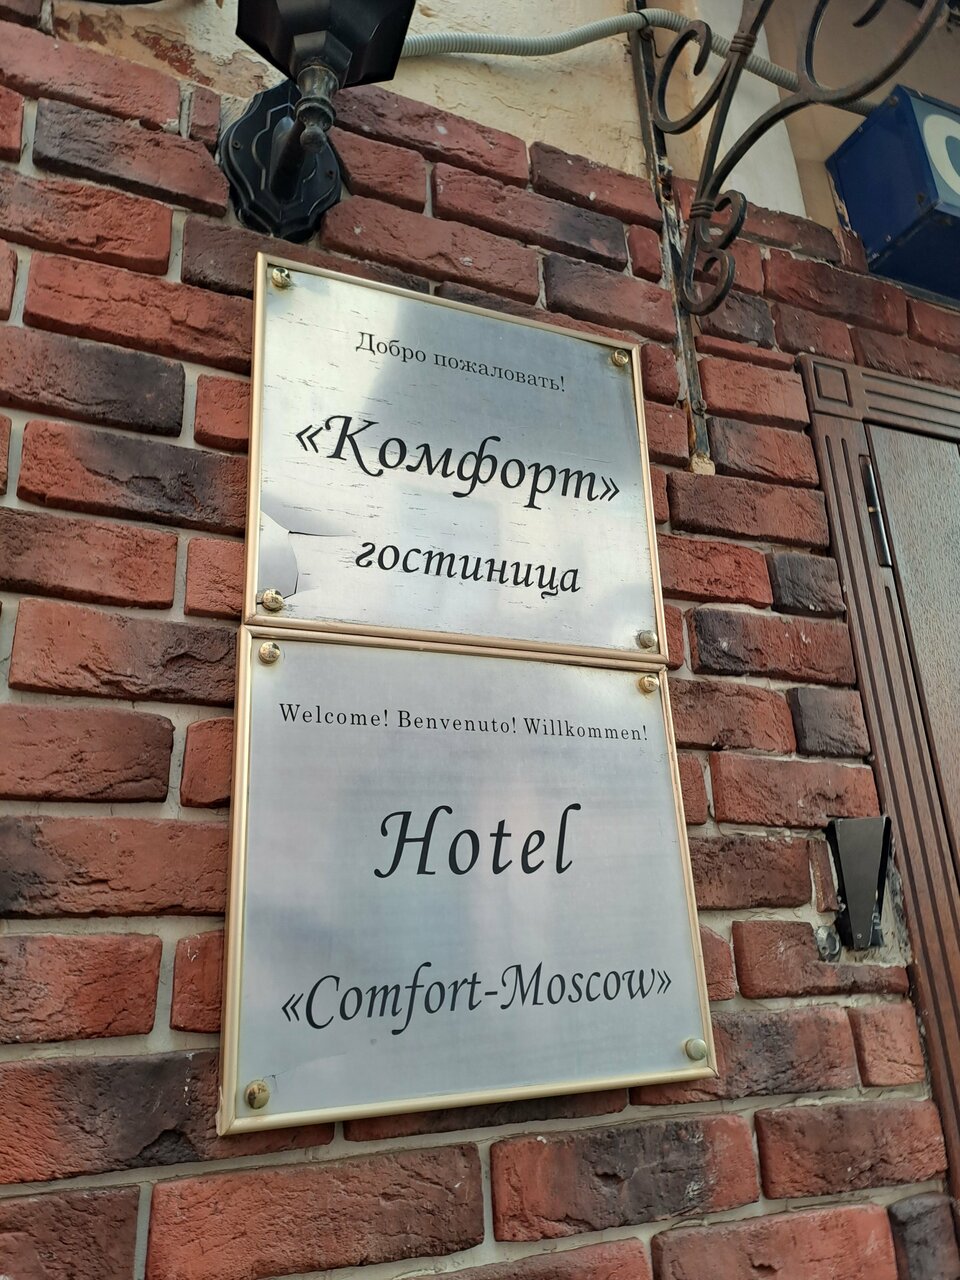 Добро пожаловать!
«Комфорт»
гостиница
Welcome! Benvenuto! Willkommen!
Hotel
«Comfort-Moscow»